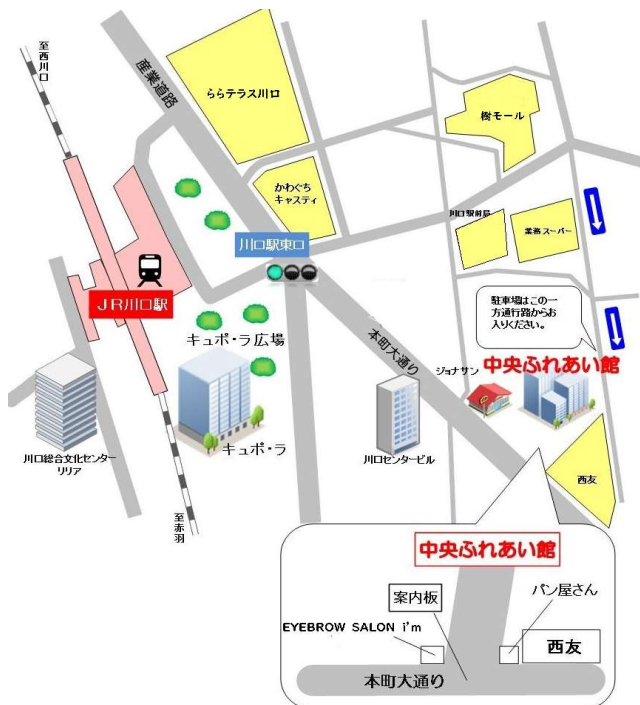 至西川口
産業道路
ららテラス川口
樹モール
かわぐち
キャスティ
川口駅前局
業務スーパー
川口駅東口
JR川口駅
駐車場はこの一
方通行路からお
入りください。
キュポ・ラ広場
本町大通り
ジョナサン
中央ふれあい館
川口総合文化センター
リリア
キュポ・ラ
川口センタービル
西友
至赤羽
中央ふれあい館
案内板
パン屋さん
EYEBROW SALON i'm
西友
本町大通り